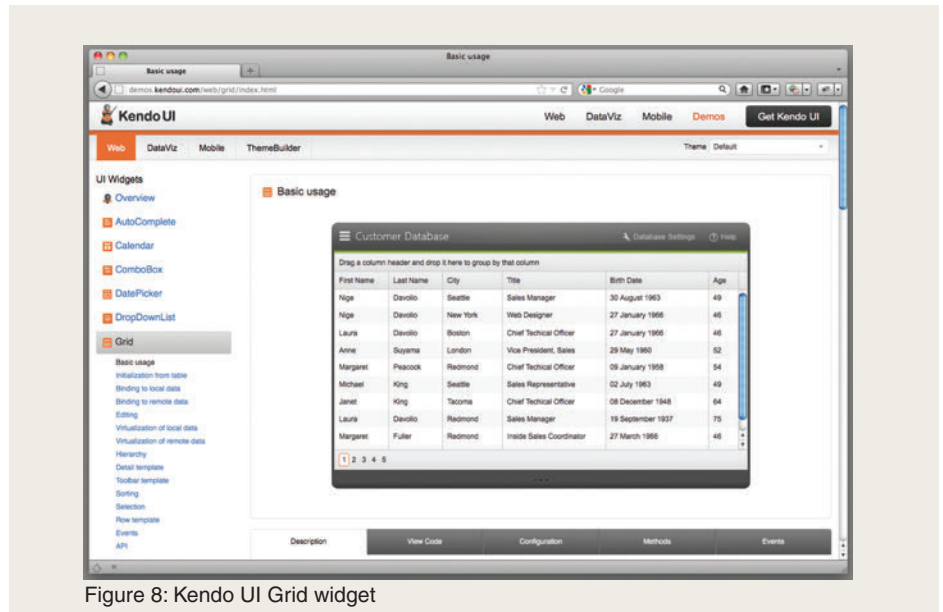 Basic usage
Basic usage
demos.kendoui.com/web/grid/index.html
Google
Kendo UI
Web DataViz Mobile Demos Get Kendo UI
Web DataViz Mobile ThemeBuilder
Theme Default
UI Widgets
Overview
AutoComplete
Calendar
ComboBox
DatePicker
DropDownList
Grid
Basic usage
Initialization from table
Binding to local data
Binding to remote data
Editing
Virtualization of local data
Virtualization of remote data
Hierarchy
Detail template
Toolbar template
Sorting
Selection
Row template
Events
API
Basic usage
Customer Database
Database Settings
Help
Drag a column header and drop it here to group by that column
First Name Last Name City Title Birth Date Age
Nige Davolio Seattle Sales Manager 30 August 1963 49
Nige Davolio New York Web Designer 27 January 1966 46
Laura Davolio Boston Chief Techical Officer 27 January 1966 46
Anne Suyama London Vice President, Sales 29 May 1960 52
Margaret Peacock Redmond Chief Techical Officer 09 January 1958 54
Michael King Seattle Sales Representative 02 July 1963 49
Janet King Tacoma Chief Techical Officer 08 December 1948 64
Laura Davolio Redmond Sales Manager 19 September 1937 75
Margaret Fuller Redmond Inside Sales Coordinator 27 March 1966 46
1 2 3 4 5
Description View Code Configuration Methods Events
Figure 8: Kendo UI Grid widget